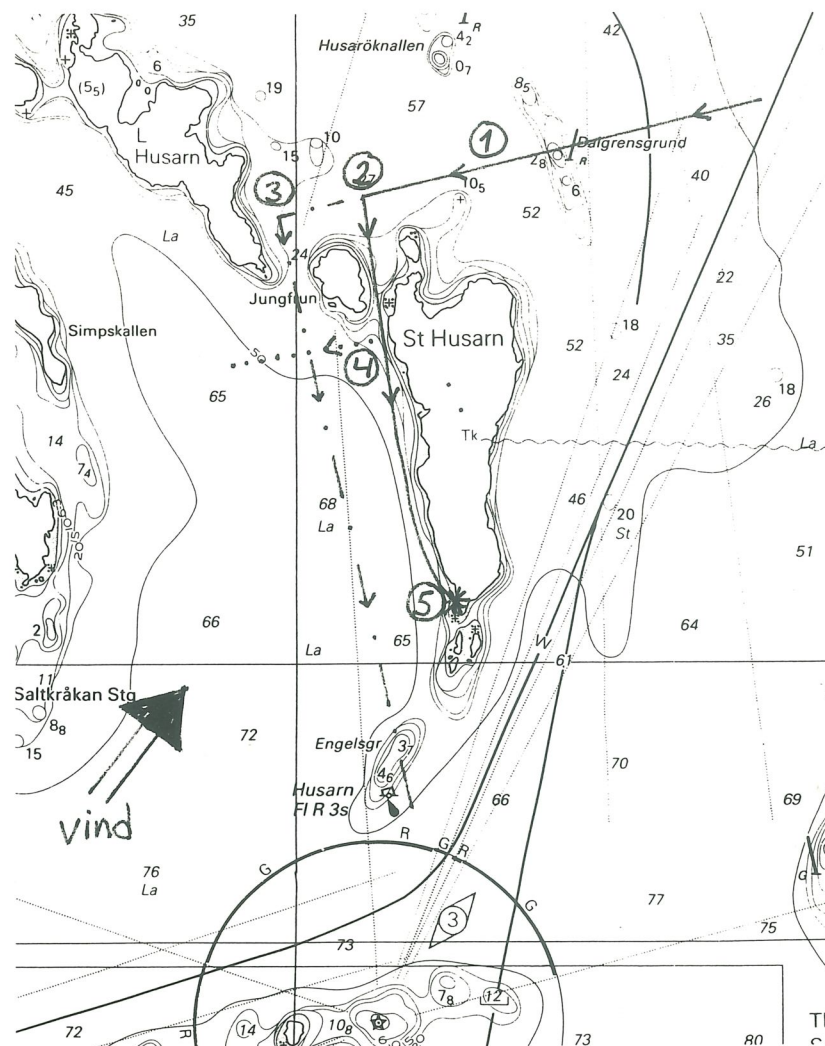 35
Husaröknallen
R
4₂
0₇
42
(5₅)
6
19
57
8₅
L
Husarn
15
10
1
Dalgrensgrund
2₈
R
6
45
3
2
0₅
52
40
La
24
22
Jungfrun
Simpskallen
St Husarn
18
52
35
50
4
65
24
18
26
14
7₄
Tk
La
68
La
46
20
St
51
66
5
2
La
65
W
61
64
11
Saltkråkan Stg
8₈
15
72
Engelsgr
3₇
4₆
70
Husarn
Fl R 3s
66
69
vind
R
G
R
G
G
G
76
La
3
77
75
73
7₈
12
R
72
14
10₈
6
73
80